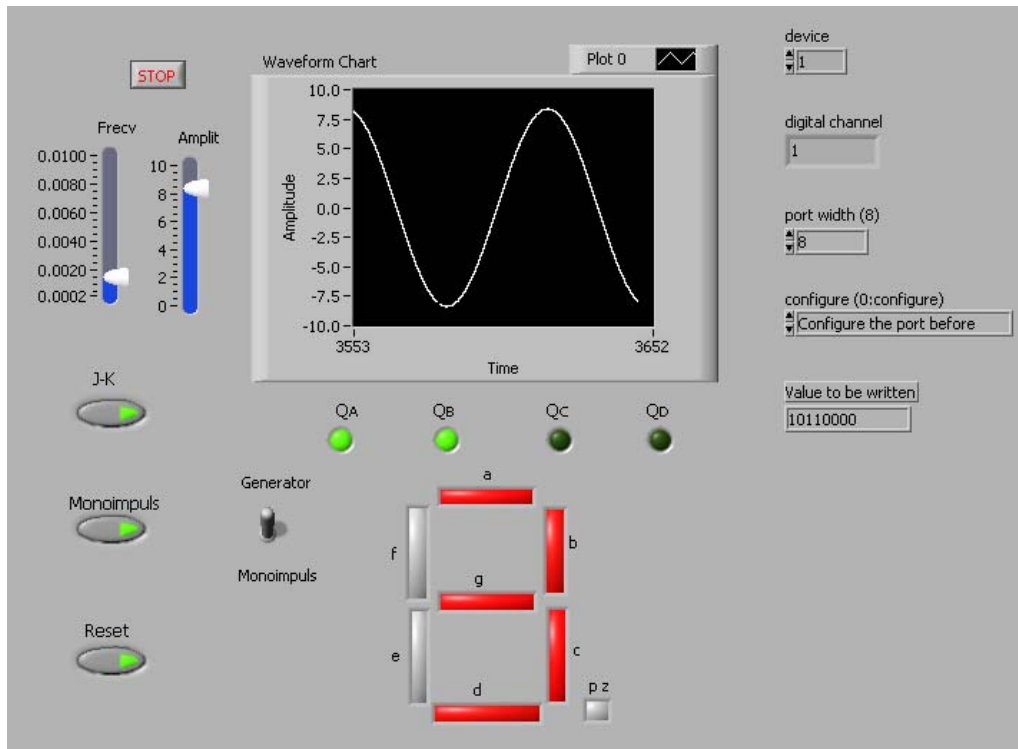 STOP
Waveform Chart
Plot 0
device
1
digital channel
1
port width (8)
8
configure (0:configure)
Configure the port before
Value to be written
10110000
Frecv
0.0100
0.0080
0.0060
0.0040
0.0020
0.0002
Amplit
10
8
6
4
2
0
Amplitude
10.0
7.5
5.0
2.5
0.0
-2.5
-5.0
-7.5
-10.0
3553
3652
Time
J-K
QA
QB
QC
QD
Monoimpuls
Generator
Monoimpuls
Reset
a
f
b
g
e
c
d
p z